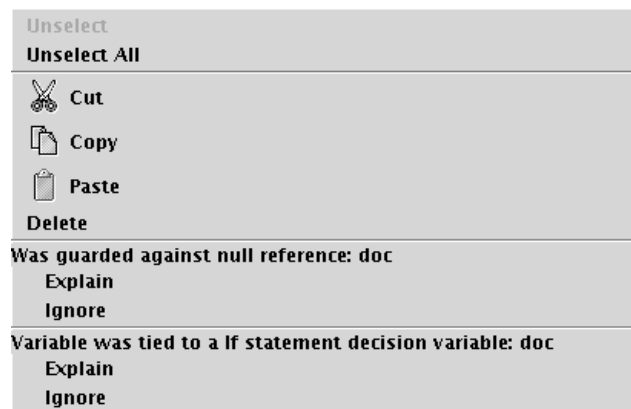 Unselect
Unselect All
Cut
Copy
Paste
Delete
Was guarded against null reference: doc
Explain
Ignore
Variable was tied to a If statement decision variable: doc
Explain
Ignore